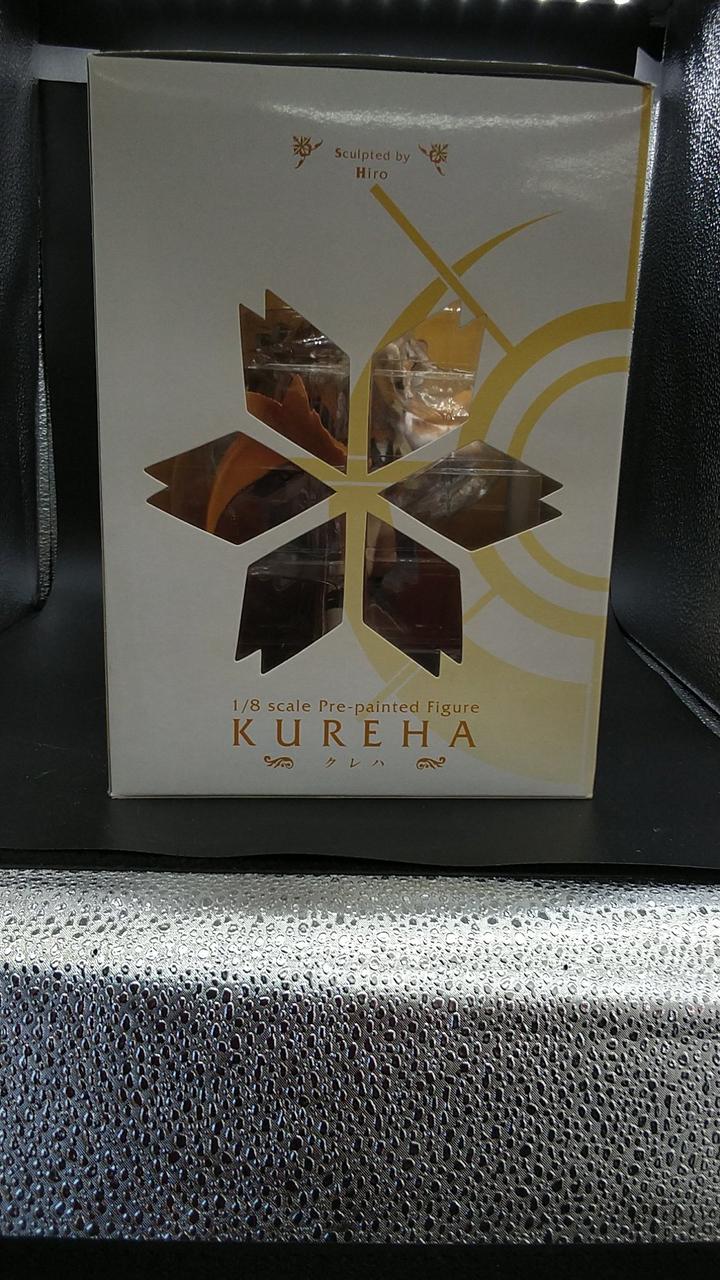 Sculpted by
Hiro
1/8 scale Pre-painted Figure
KUREHA
クレハ